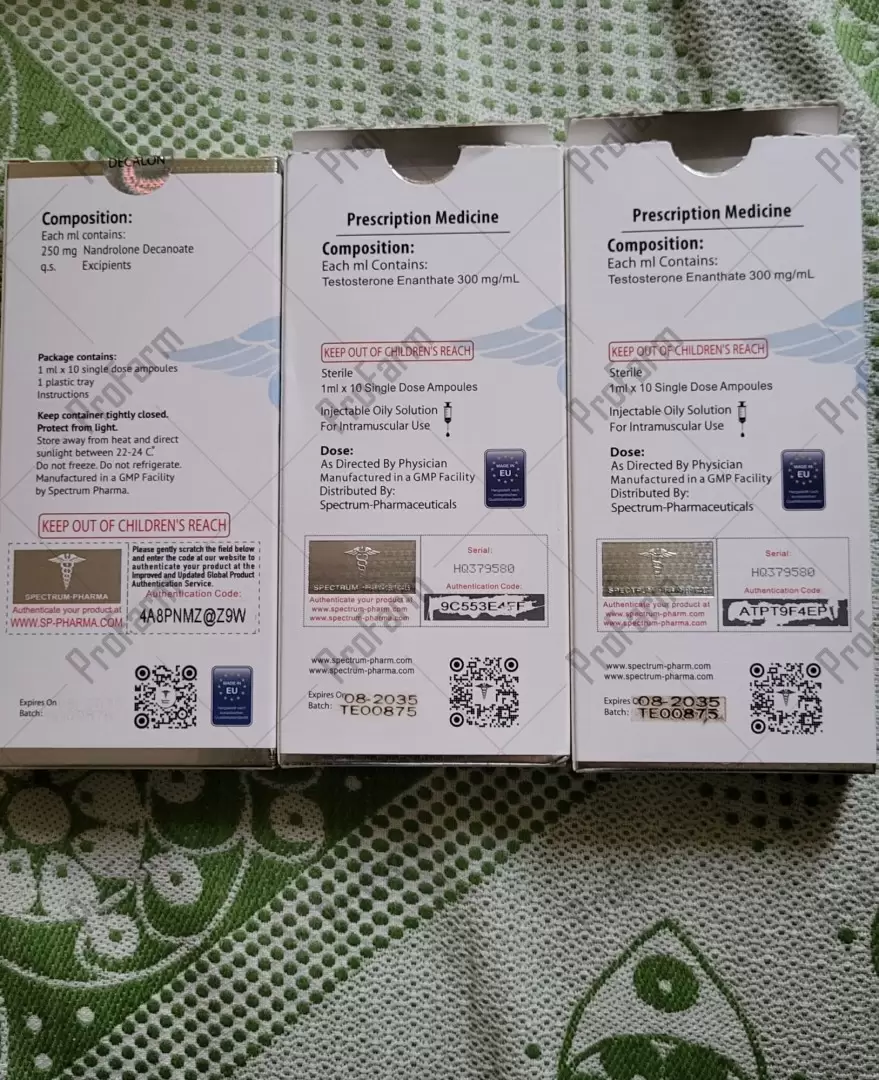 DECALON
Composition:
Each ml contains:
250 mg Nandrolone Decanoate
q.s. Excipients
Package contains:
1 ml x 10 single dose ampoules
1 plastic tray
Instructions
Keep container tightly closed.
Protect from light.
Store away from heat and direct
sunlight between 22-24 C°
Do not freeze. Do not refrigerate.
Manufactured in a GMP Facility
by Spectrum Pharma.
KEEP OUT OF CHILDREN'S REACH
SPECTRUM-PHARMA
Authenticate your product at
WWW.SP-PHARMA.COM
Please gently scratch the field below
and enter the code at our website to
authenticate your product at the
Improved and Updated Global Product
Authentication Service.
Authentication Code:
4A8PNMZ@Z9W
Expires On
Batch:
MADE IN
EU
Prescription Medicine
Composition:
Each ml Contains:
Testosterone Enanthate 300 mg/mL
KEEP OUT OF CHILDREN'S REACH
Sterile
1ml x 10 Single Dose Ampoules
Injectable Oily Solution
For Intramuscular Use
Dose:
As Directed By Physician
Manufactured in a GMP Facility
Distributed By:
Spectrum-Pharmaceuticals
MADE IN
EU
Authenticate your product at
www.spectrum-pharm.com
www.spectrum-pharma.com
Serial:
HQ379580
Authentication Code:
www.spectrum-pharm.com
www.spectrum-pharma.com
Expires On 08-2035
Batch: TE00875
Prescription Medicine
Composition:
Each ml Contains:
Testosterone Enanthate 300 mg/mL
KEEP OUT OF CHILDREN'S REACH
Sterile
1ml x 10 Single Dose Ampoules
Injectable Oily Solution
For Intramuscular Use
Dose:
As Directed By Physician
Manufactured in a GMP Facility
Distributed By:
Spectrum-Pharmaceuticals
MADE IN
EU
Authenticate your product at
www.spectrum-pharm.com
www.spectrum-pharma.com
Serial:
HQ379580
Authentication Code:
ATPT9F4EP
www.spectrum-pharm.com
www.spectrum-pharma.com
Expires 08-2035
Batch: TE00875
ProFarm